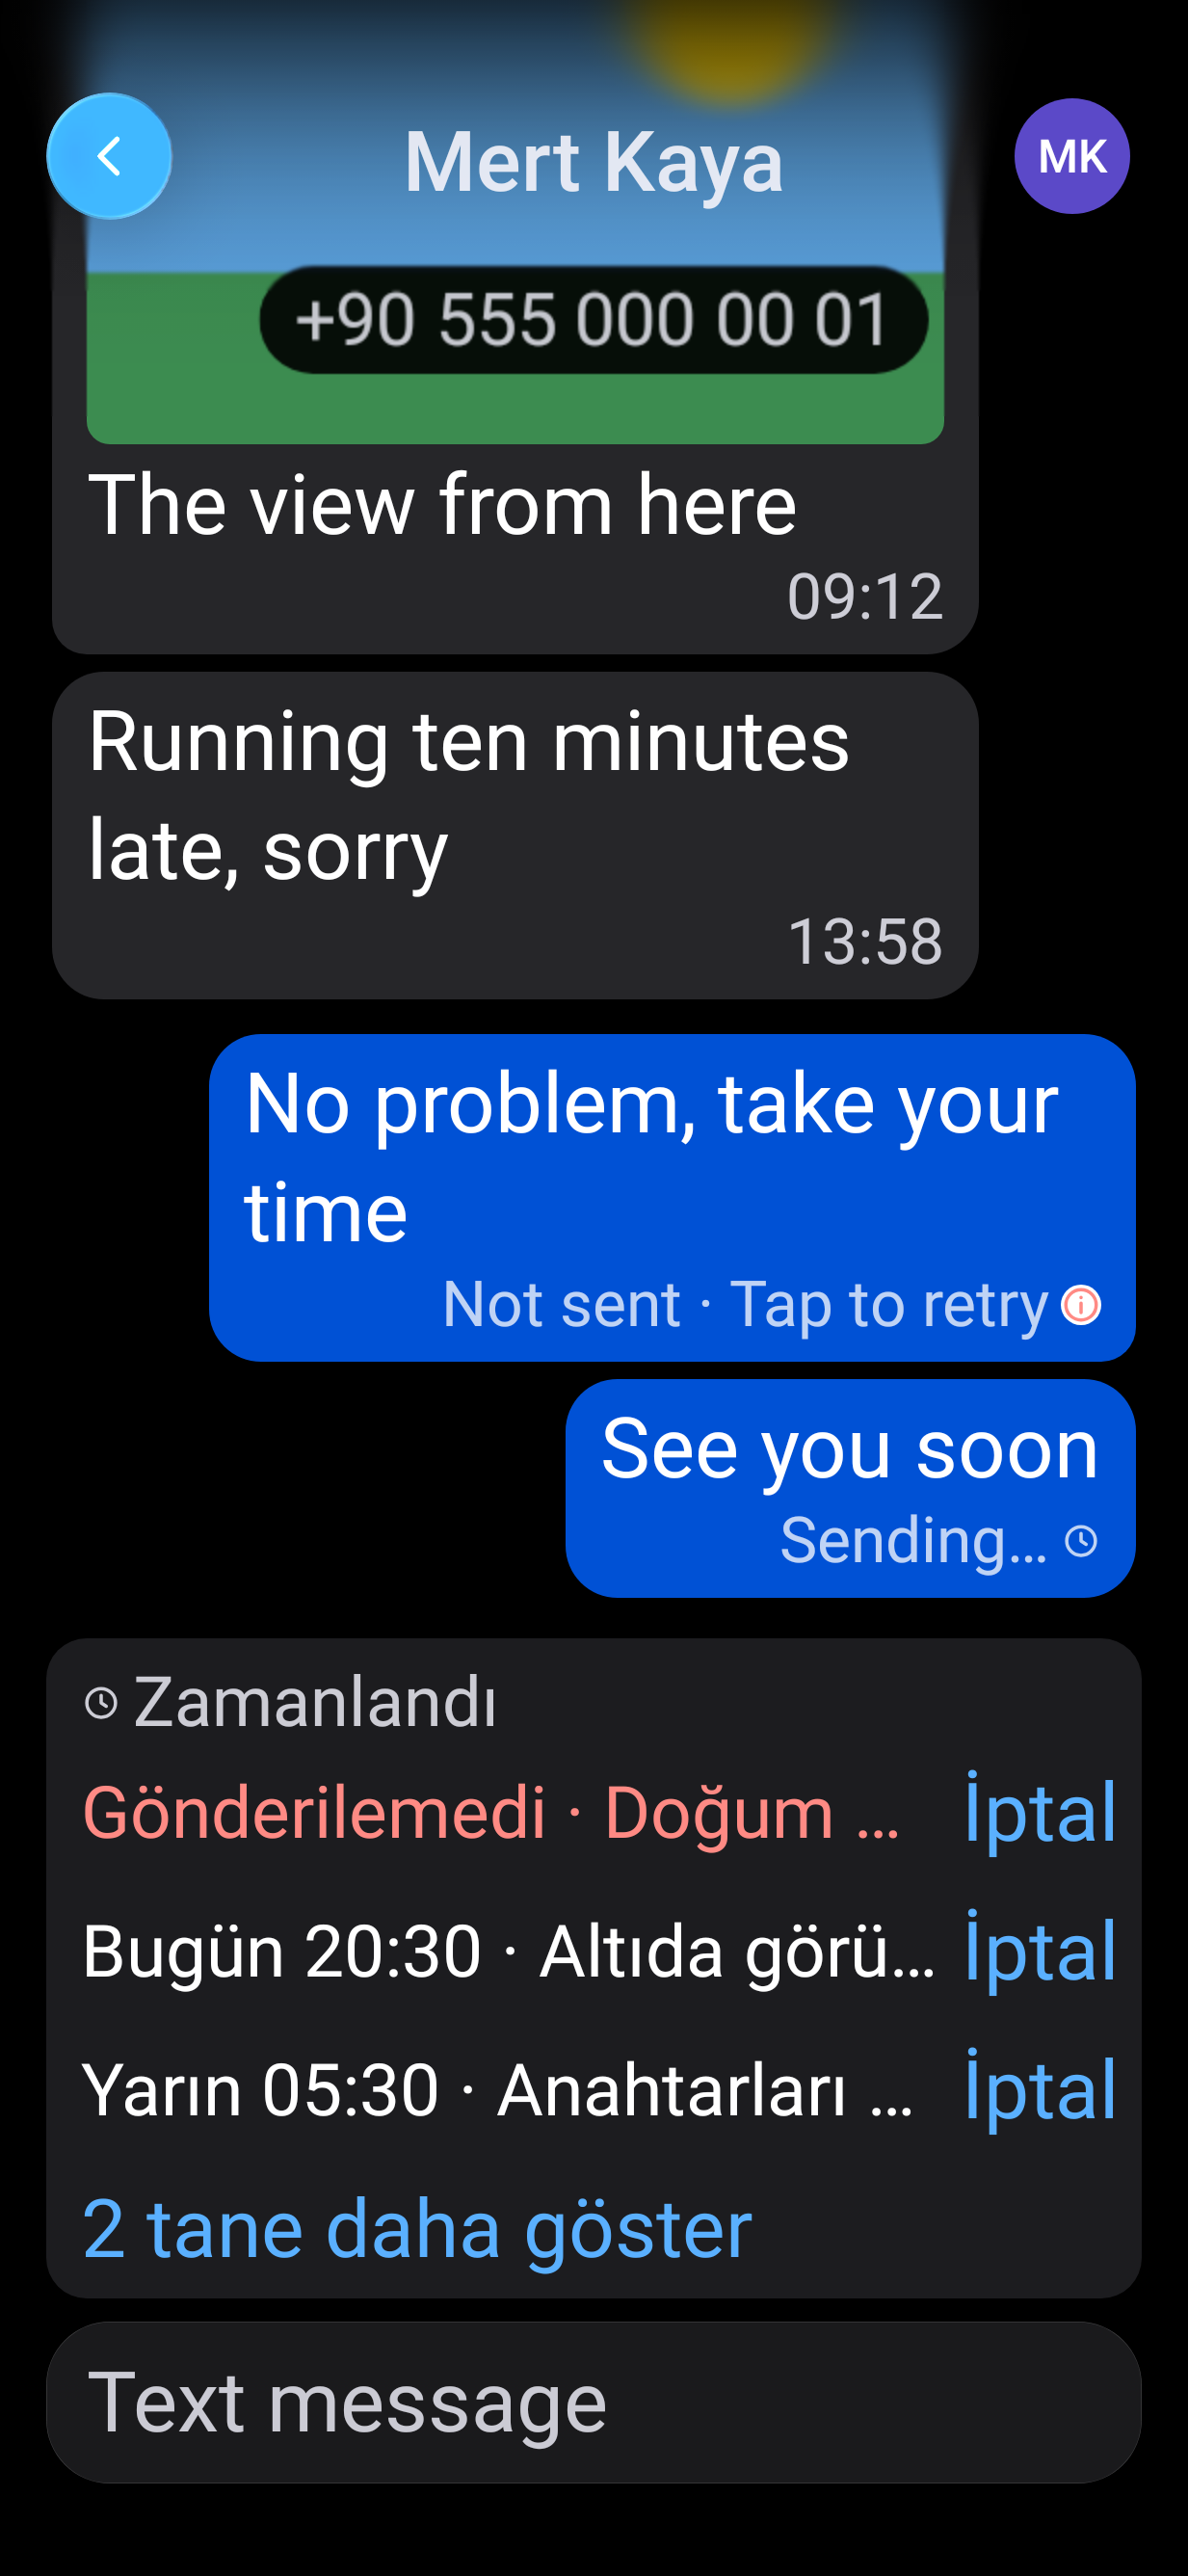 Mert Kaya
MK
+90 555 000 00 01
The view from here
09:12
Running ten minutes
late, sorry
13:58
No problem, take your
time
Not sent · Tap to retry
See you soon
Sending…
Zamanlandı
Gönderilemedi · Doğum …
İptal
Bugün 20:30 · Altıda görü…
İptal
Yarın 05:30 · Anahtarları …
İptal
2 tane daha göster
Text message